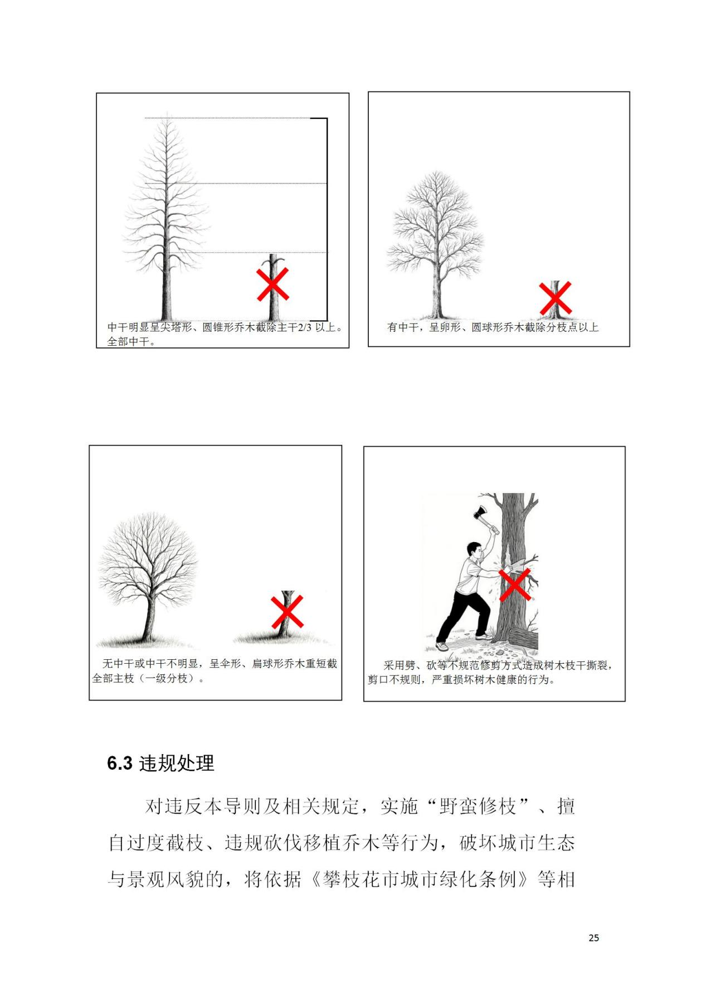 中干明显呈尖塔形、圆锥形乔木截除主干2/3 以上。
全部中干。
有中干，呈卵形、圆球形乔木截除分枝点以上
无中干或中干不明显，呈伞形、扁球形乔木重短截
全部主枝（一级分枝）。
采用劈、砍等不规范修剪方式造成树木枝干撕裂，
剪口不规则，严重损坏树木健康的行为。
6.3 违规处理
对违反本导则及相关规定，实施“野蛮修枝”、擅
自过度截枝、违规砍伐移植乔木等行为，破坏城市生态
与景观风貌的，将依据《攀枝花市城市绿化条例》等相
25